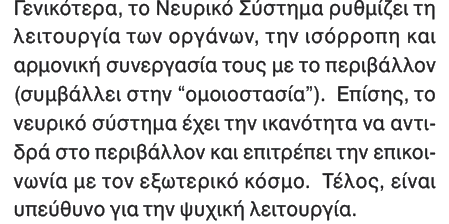 Γενικότερα, το Νευρικό Σύστημα ρυθμίζει τη
λειτουργία των οργάνων, την ισόρροπη και
αρμονική συνεργασία τους με το περιβάλλον
(συμβάλλει στην “ομοιοστασία”).  Επίσης, το
νευρικό σύστημα έχει την ικανότητα να αντι-
δρά στο περιβάλλον και επιτρέπει την επικοι-
νωνία με τον εξωτερικό κόσμο.  Τέλος, είναι
υπεύθυνο για την ψυχική λειτουργία.